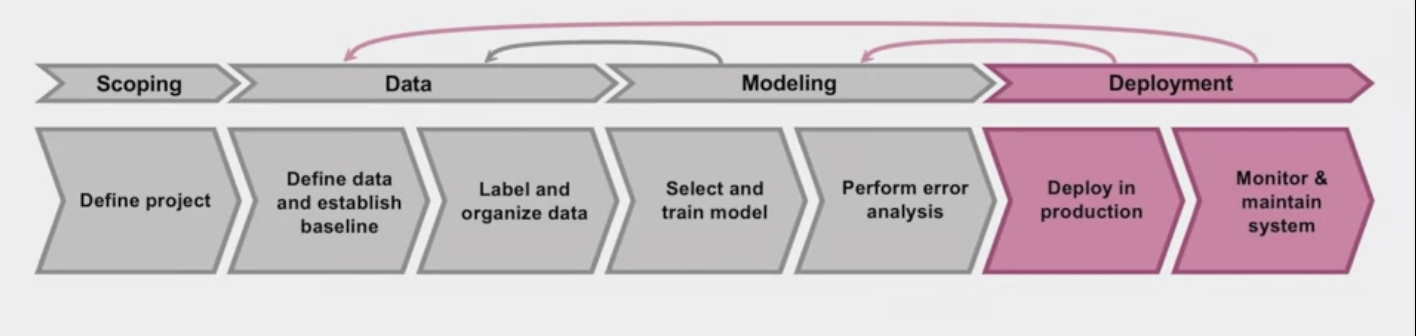 Scoping
Data
Modeling
Deployment
Define project
Define data
and establish
baseline
Label and
organize data
Select and
train model
Perform error
analysis
Deploy in
production
Monitor &
maintain
system